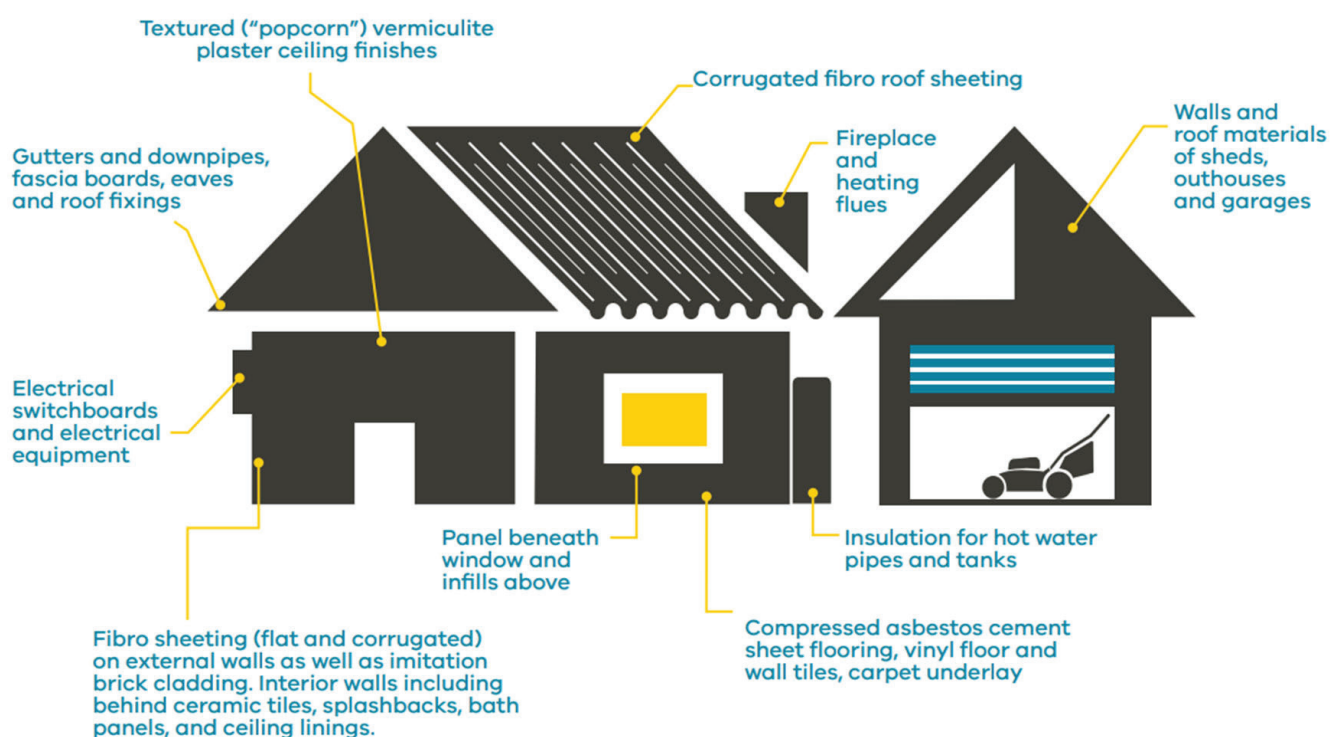 Textured (“popcorn”) vermiculite
plaster ceiling finishes
Corrugated fibro roof sheeting
Walls and
roof materials
of sheds,
outhouses
and garages
Fireplace
and
heating
flues
Gutters and downpipes,
fascia boards, eaves
and roof fixings
Electrical
switchboards
and electrical
equipment
Panel beneath
window and
infills above
Insulation for hot water
pipes and tanks
Fibro sheeting (flat and corrugated)
on external walls as well as imitation
brick cladding. Interior walls including
behind ceramic tiles, splashbacks, bath
panels, and ceiling linings.
Compressed asbestos cement
sheet flooring, vinyl floor and
wall tiles, carpet underlay